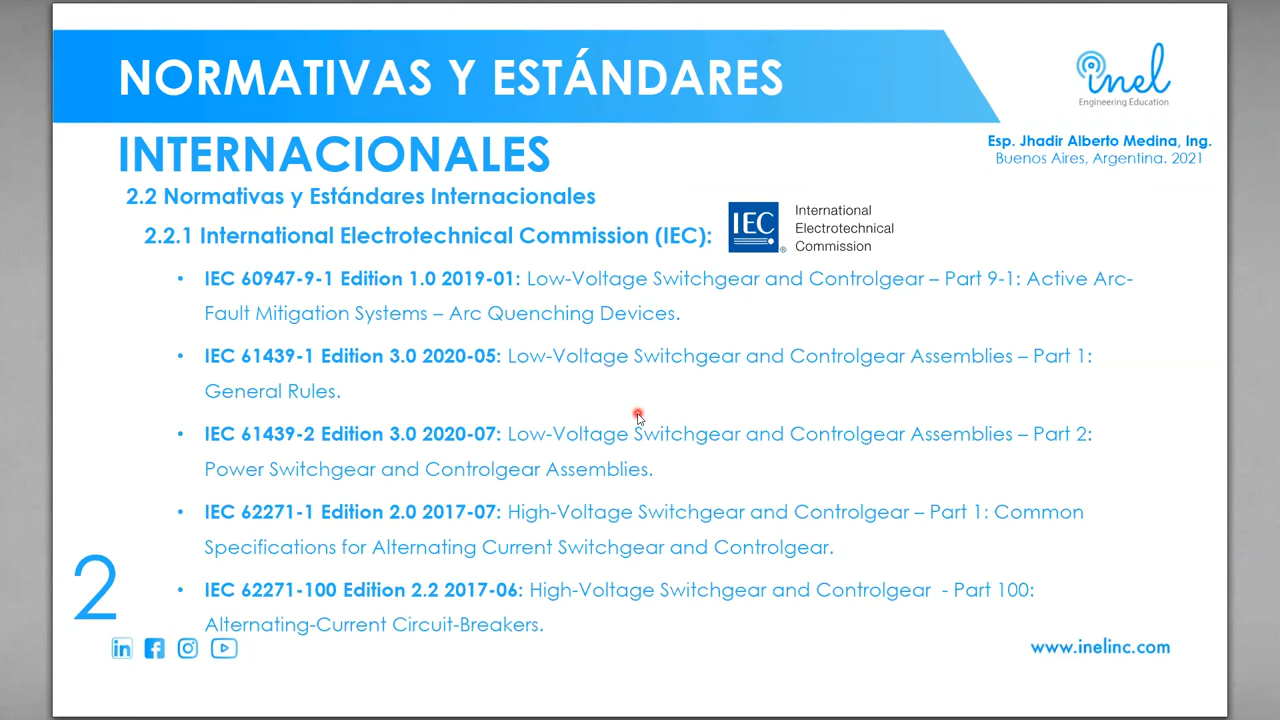 NORMATIVAS Y ESTÁNDARES
INTERNACIONALES
inel
Engineering Education
Esp. Jhadir Alberto Medina, Ing.
Buenos Aires, Argentina. 2021
2.2 Normativas y Estándares Internacionales
2.2.1 International Electrotechnical Commission (IEC):
IEC
®
International
Electrotechnical
Commission
• IEC 60947-9-1 Edition 1.0 2019-01: Low-Voltage Switchgear and Controlgear – Part 9-1: Active Arc-
Fault Mitigation Systems – Arc Quenching Devices.
• IEC 61439-1 Edition 3.0 2020-05: Low-Voltage Switchgear and Controlgear Assemblies – Part 1:
General Rules.
• IEC 61439-2 Edition 3.0 2020-07: Low-Voltage Switchgear and Controlgear Assemblies – Part 2:
Power Switchgear and Controlgear Assemblies.
• IEC 62271-1 Edition 2.0 2017-07: High-Voltage Switchgear and Controlgear – Part 1: Common
Specifications for Alternating Current Switchgear and Controlgear.
• IEC 62271-100 Edition 2.2 2017-06: High-Voltage Switchgear and Controlgear - Part 100:
Alternating-Current Circuit-Breakers.
2
in
www.inelinc.com